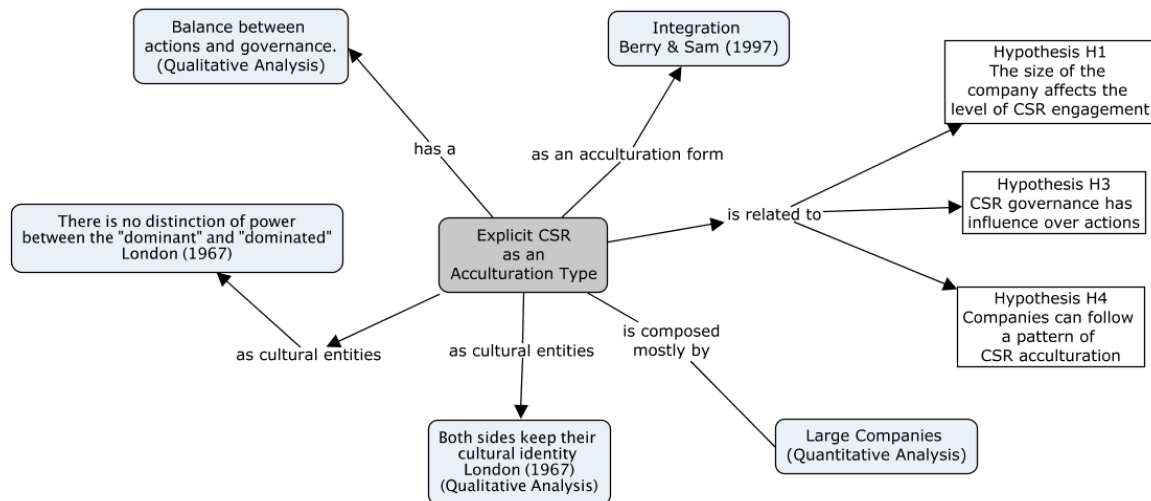 Balance between
actions and governance.
(Qualitative Analysis)
Integration
Berry & Sam (1997)
Hypothesis H1
The size of the
company affects the
level of CSR engagement
has a
as an acculturation form
Hypothesis H3
CSR governance has
influence over actions
is related to
There is no distinction of power
between the "dominant" and "dominated"
London (1967)
Explicit CSR
as an
Acculturation Type
Hypothesis H4
Companies can follow
a pattern of
CSR acculturation
as cultural entities
as cultural entities
is composed
mostly by
Both sides keep their
cultural identity
London (1967)
(Qualitative Analysis)
Large Companies
(Quantitative Analysis)